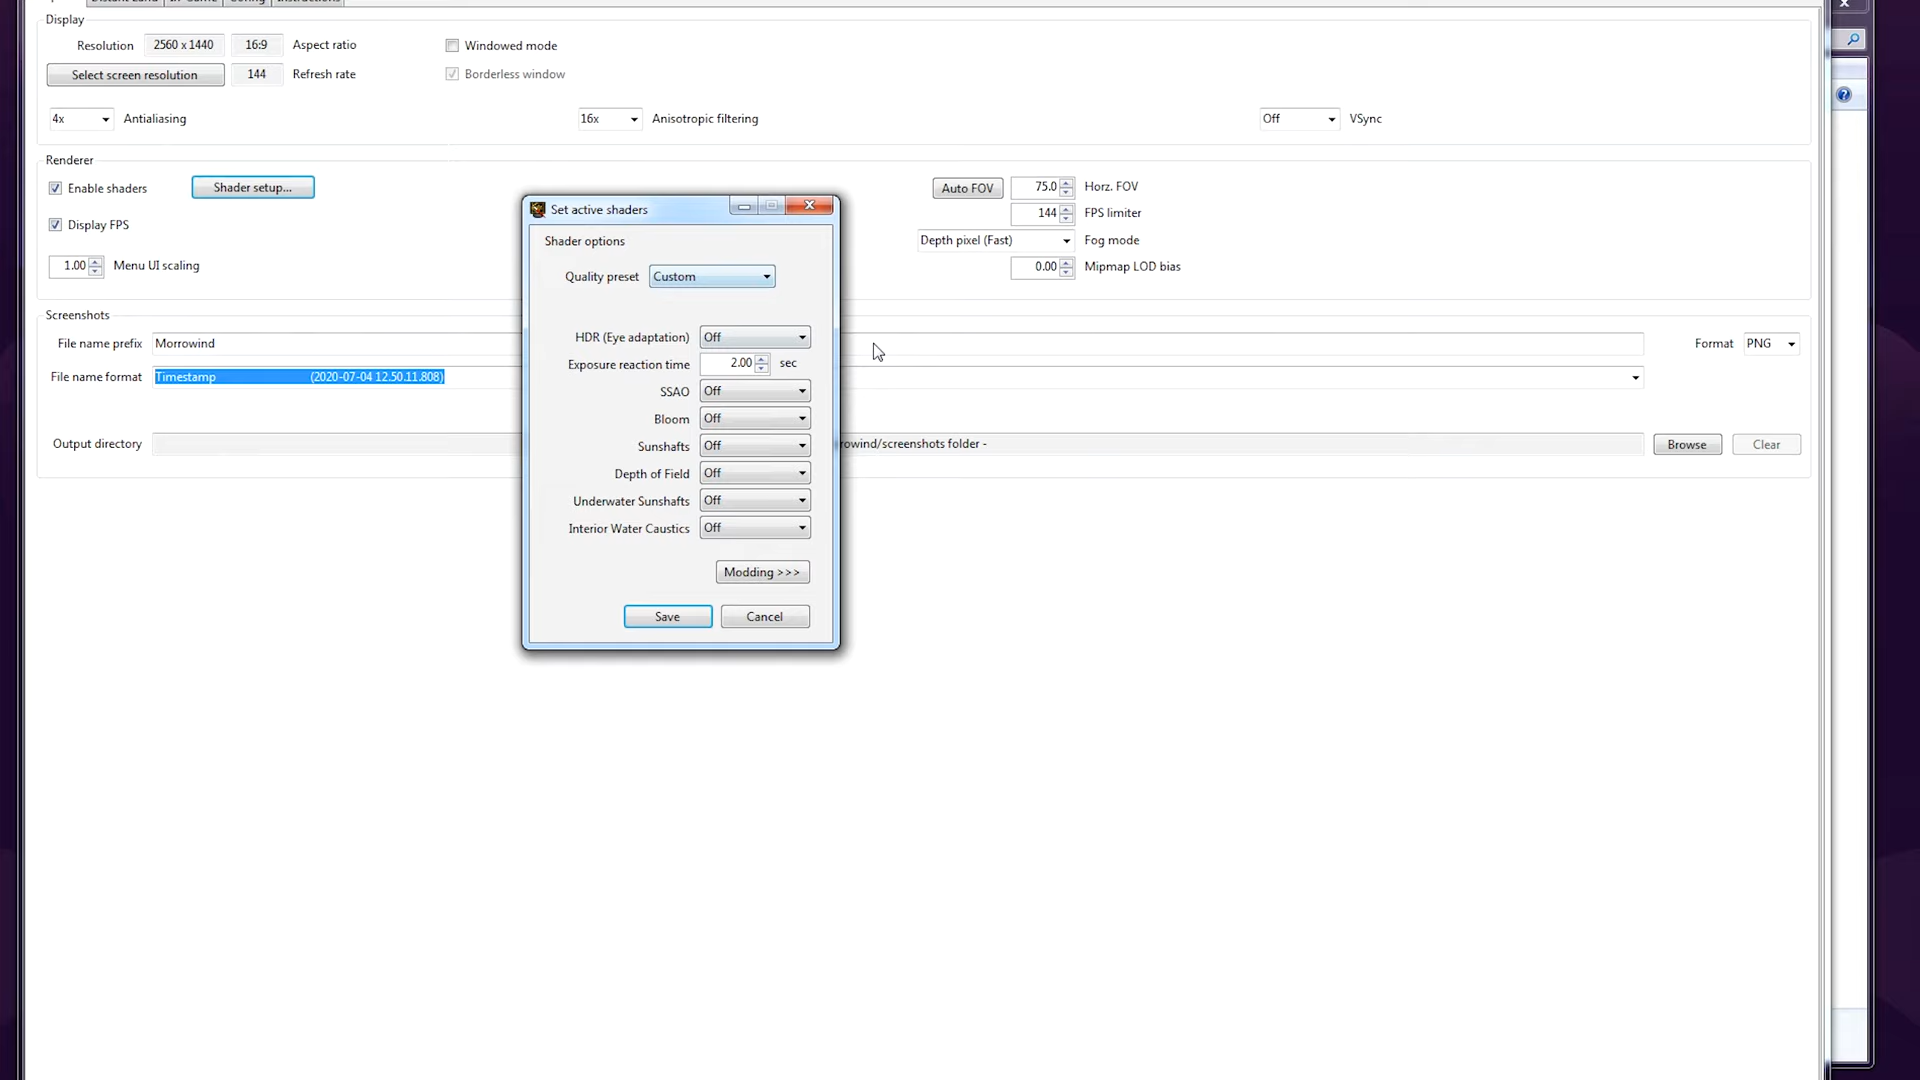 Distant Land In-Game Config Instructions
Display
Resolution 2560 x 1440 16:9 Aspect ratio Windowed mode
Select screen resolution 144 Refresh rate Borderless window
4x Antialiasing 16x Anisotropic filtering Off VSync
Renderer
Enable shaders Shader setup... Auto FOV 75.0 Horz. FOV
144 FPS limiter
Display FPS
Depth pixel (Fast) Fog mode
1.00 Menu UI scaling 0.00 Mipmap LOD bias
Set active shaders
Shader options
Quality preset Custom
HDR (Eye adaptation) Off
Exposure reaction time 2.00 sec
SSAO Off
Bloom Off
Sunshafts Off
Depth of Field Off
Underwater Sunshafts Off
Interior Water Caustics Off
Modding >>>
Save Cancel
Screenshots
File name prefix Morrowind Format PNG
File name format Timestamp (2020-07-04 12.50.11.808)
Output directory rowind/screenshots folder - Browse Clear